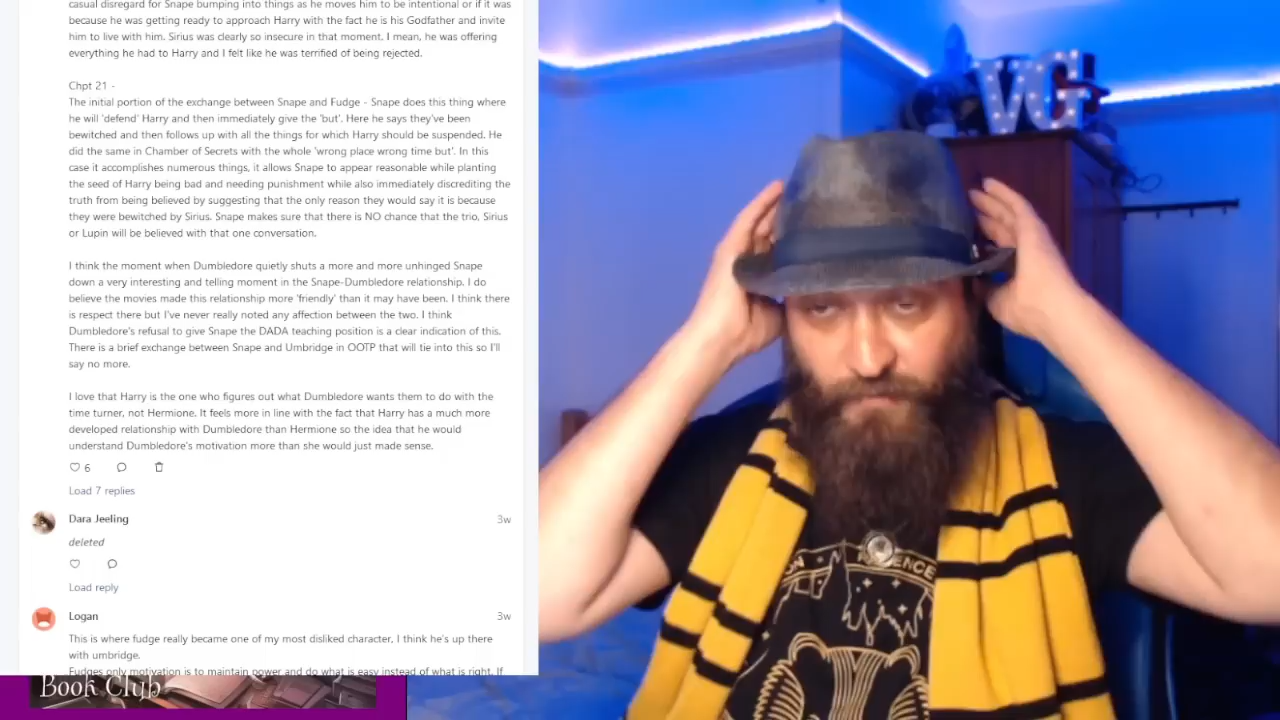 casual disregard for Snape bumping into things as he moves him to be intentional or if it was
because he was getting ready to approach Harry with the fact he is his Godfather and invite
him to live with him. Sirius was clearly so insecure in that moment. I mean, he was offering
everything he had to Harry and I felt like he was terrified of being rejected.
Chpt 21 -
The initial portion of the exchange between Snape and Fudge - Snape does this thing where
he will 'defend' Harry and then immediately give the 'but'. Here he says they've been
bewitched and then follows up with all the things for which Harry should be suspended. He
did the same in Chamber of Secrets with the whole 'wrong place wrong time but'. In this
case it accomplishes numerous things, it allows Snape to appear reasonable while planting
the seed of Harry being bad and needing punishment while also immediately discrediting the
truth from being believed by suggesting that the only reason they would say it is because
they were bewitched by Sirius. Snape makes sure that there is NO chance that the trio, Sirius
or Lupin will be believed with that one conversation.
I think the moment when Dumbledore quietly shuts a more and more unhinged Snape
down a very interesting and telling moment in the Snape-Dumbledore relationship. I do
believe the movies made this relationship more 'friendly' than it may have been. I think there
is respect there but I've never really noted any affection between the two. I think
Dumbledore's refusal to give Snape the DADA teaching position is a clear indication of this.
There is a brief exchange between Snape and Umbridge in OOTP that will tie into this so I'll
say no more.
I love that Harry is the one who figures out what Dumbledore wants them to do with the
time turner, not Hermione. It feels more in line with the fact that Harry has a much more
developed relationship with Dumbledore than Hermione so the idea that he would
understand Dumbledore's motivation more than she would just made sense.
6
Load 7 replies
Dara Jeeling 3w
deleted
Load reply
Logan 3w
This is where fudge really became one of my most disliked character, I think he's up there
with umbridge.
Fudges only motivation is to maintain power and do what is easy instead of what is right. If
Book Club
VG